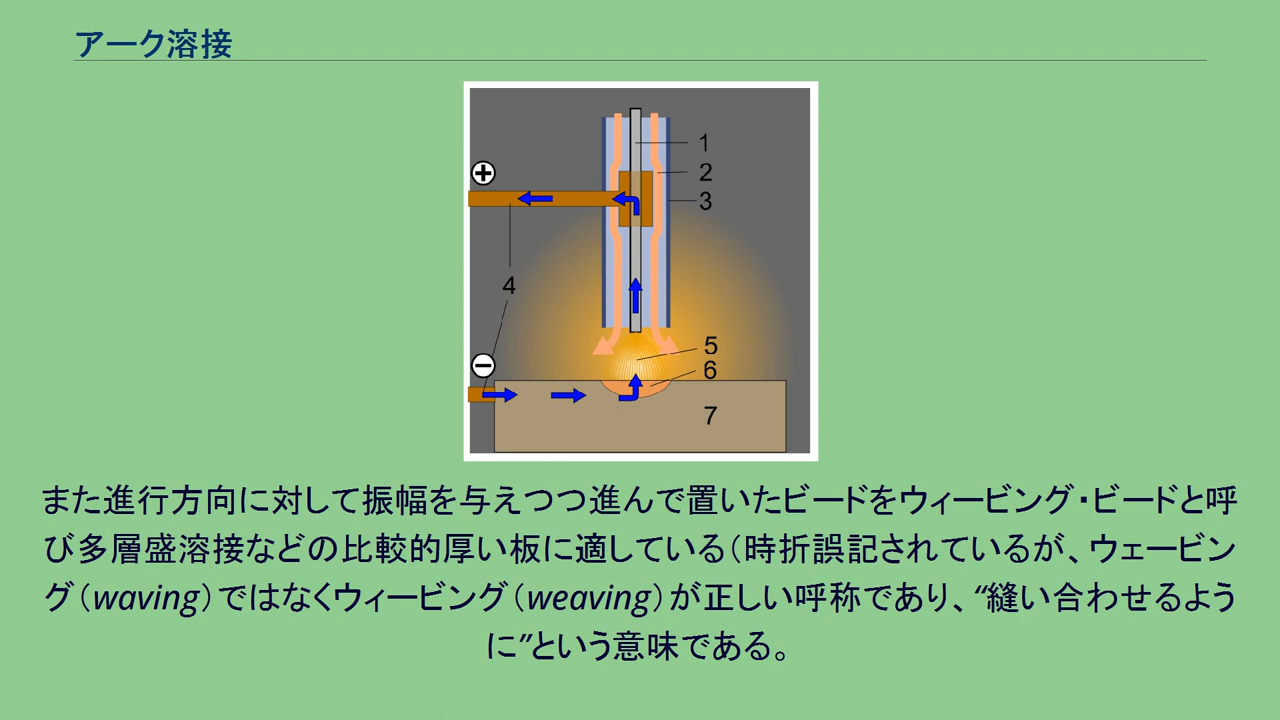 アーク溶接
1
2
3
4
5
6
7
また進行方向に対して振幅を与えつつ進んで置いたビードをウィービング・ビードと呼
び多層盛溶接などの比較的厚い板に適している（時折誤記されているが、ウェービン
グ（waving）ではなくウィービング（weaving）が正しい呼称であり、“縫い合わせるよう
に”という意味である。